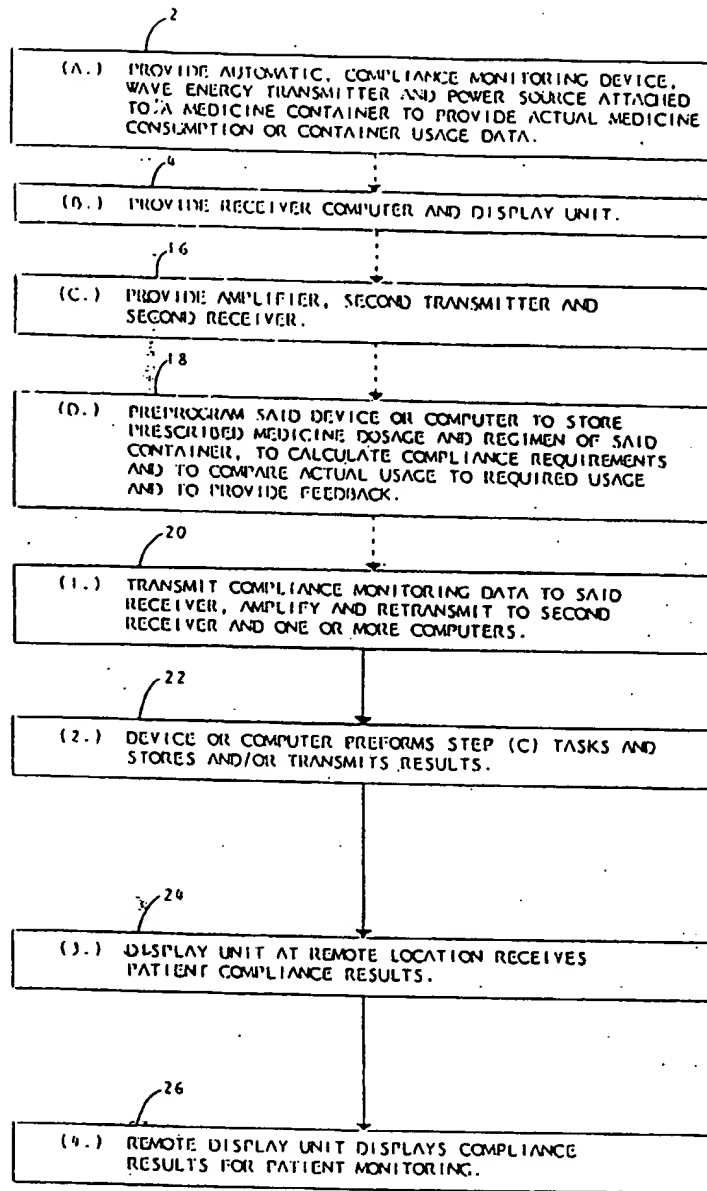 2
(A.) PROVIDE AUTOMATIC, COMPLIANCE MONITORING DEVICE,
WAVE ENERGY TRANSMITTER AND POWER SOURCE ATTACHED
TO A MEDICINE CONTAINER TO PROVIDE ACTUAL MEDICINE
CONSUMPTION OR CONTAINER USAGE DATA.
4
(B.) PROVIDE RECEIVER COMPUTER AND DISPLAY UNIT.
16
(C.) PROVIDE AMPLIFIER, SECOND TRANSMITTER AND
SECOND RECEIVER.
18
(D.) PREPROGRAM SAID DEVICE OR COMPUTER TO STORE
PRESCRIBED MEDICINE DOSAGE AND REGIMEN OF SAID
CONTAINER, TO CALCULATE COMPLIANCE REQUIREMENTS
AND TO COMPARE ACTUAL USAGE TO REQUIRED USAGE
AND TO PROVIDE FEEDBACK.
20
(1.) TRANSMIT COMPLIANCE MONITORING DATA TO SAID
RECEIVER, AMPLIFY AND RETRANSMIT TO SECOND
RECEIVER AND ONE OR MORE COMPUTERS.
22
(2.) DEVICE OR COMPUTER PREFORMS STEP (C) TASKS AND
STORES AND/OR TRANSMITS RESULTS.
24
(3.) DISPLAY UNIT AT REMOTE LOCATION RECEIVES
PATIENT COMPLIANCE RESULTS.
26
(4.) REMOTE DISPLAY UNIT DISPLAYS COMPLIANCE
RESULTS FOR PATIENT MONITORING.